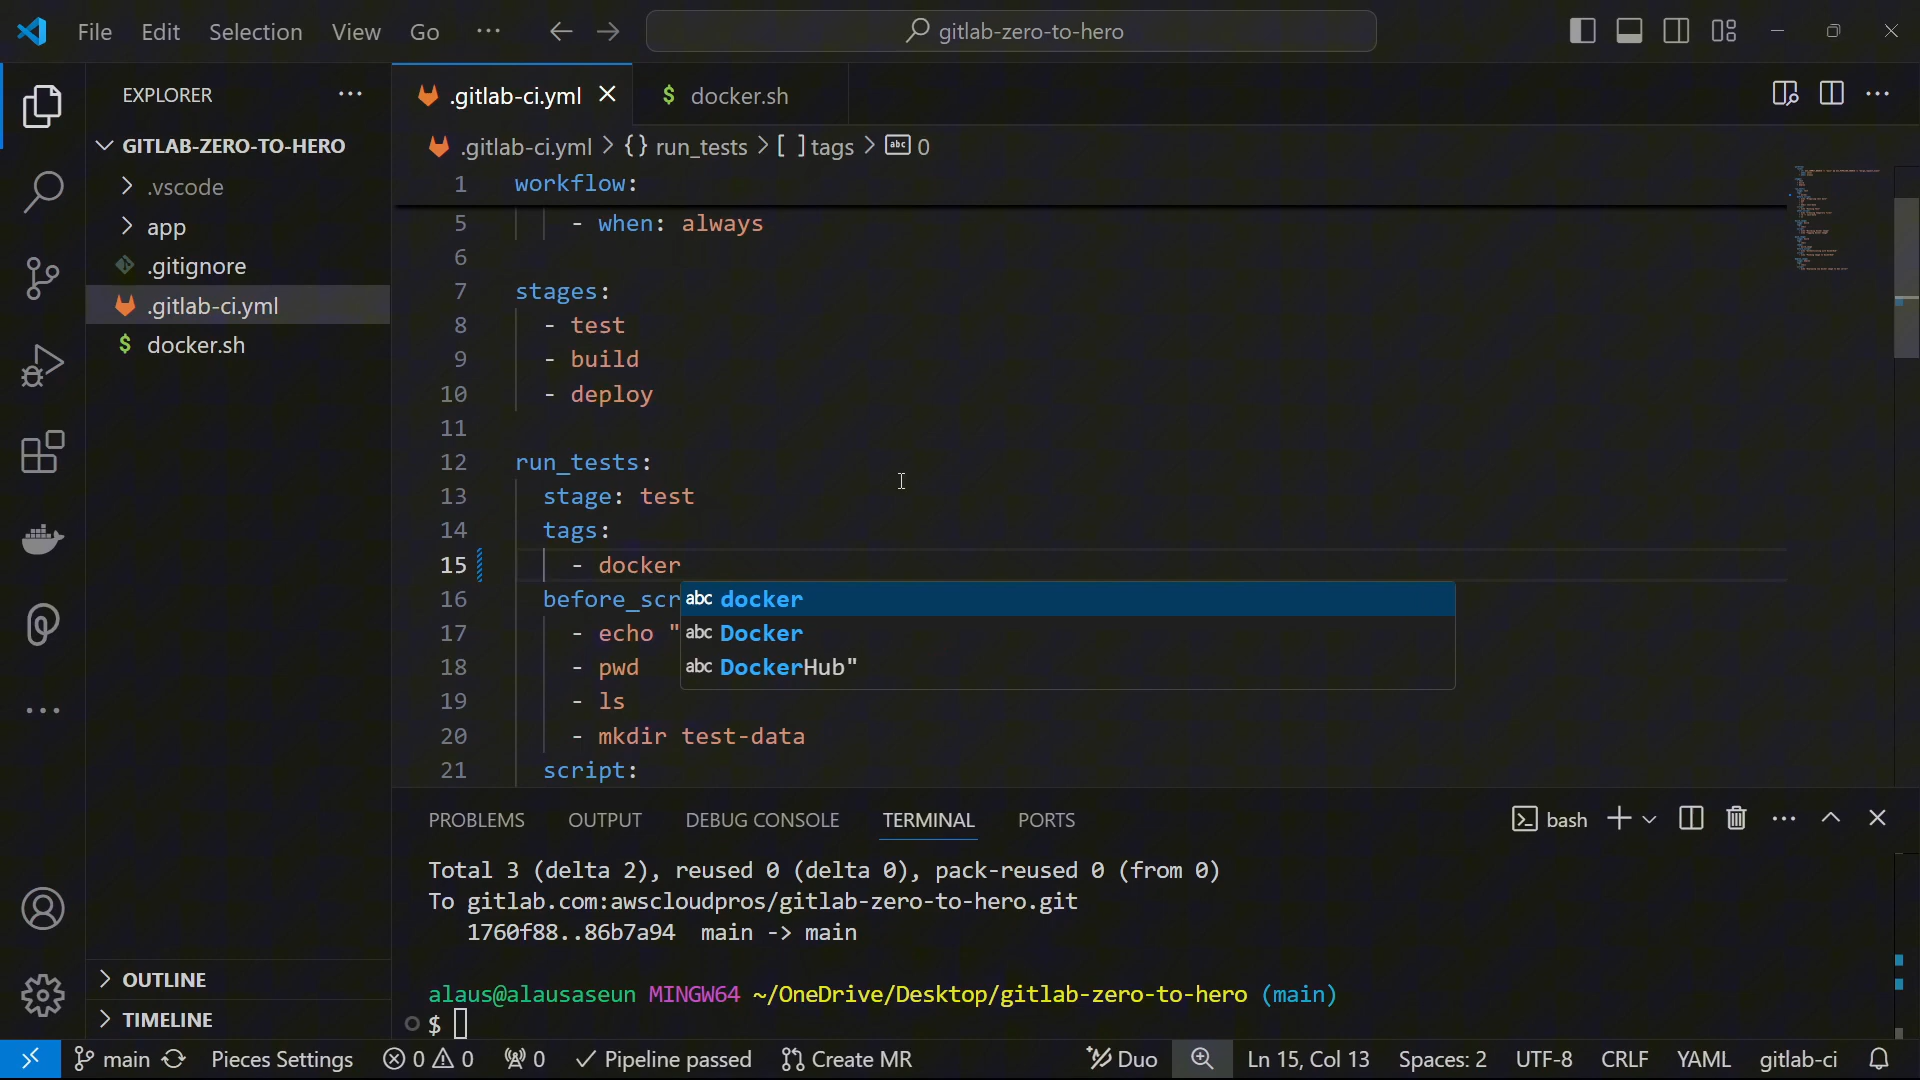 File Edit Selection View Go ··· gitlab-zero-to-hero
EXPLORER ···
GITLAB-ZERO-TO-HERO
.vscode
app
.gitignore
.gitlab-ci.yml
$ docker.sh
OUTLINE
TIMELINE
.gitlab-ci.yml $ docker.sh
.gitlab-ci.yml > {} run_tests > [ ] tags > abc 0
1 workflow:
5 - when: always
6
7 stages:
8 - test
9 - build
10 - deploy
11
12 run_tests:
13 stage: test
14 tags:
15 - docker
16 before_scr
17 - echo "
18 - pwd
19 - ls
20 - mkdir test-data
21 script:
abc docker
abc Docker
abc DockerHub"
PROBLEMS OUTPUT DEBUG CONSOLE TERMINAL PORTS bash
Total 3 (delta 2), reused 0 (delta 0), pack-reused 0 (from 0)
To gitlab.com:awscloudpros/gitlab-zero-to-hero.git
1760f88..86b7a94 main -> main
alaus@alausaseun MINGW64 ~/OneDrive/Desktop/gitlab-zero-to-hero (main)
$
main Pieces Settings 0 0 0 Pipeline passed Create MR Duo Ln 15, Col 13 Spaces: 2 UTF-8 CRLF YAML gitlab-ci